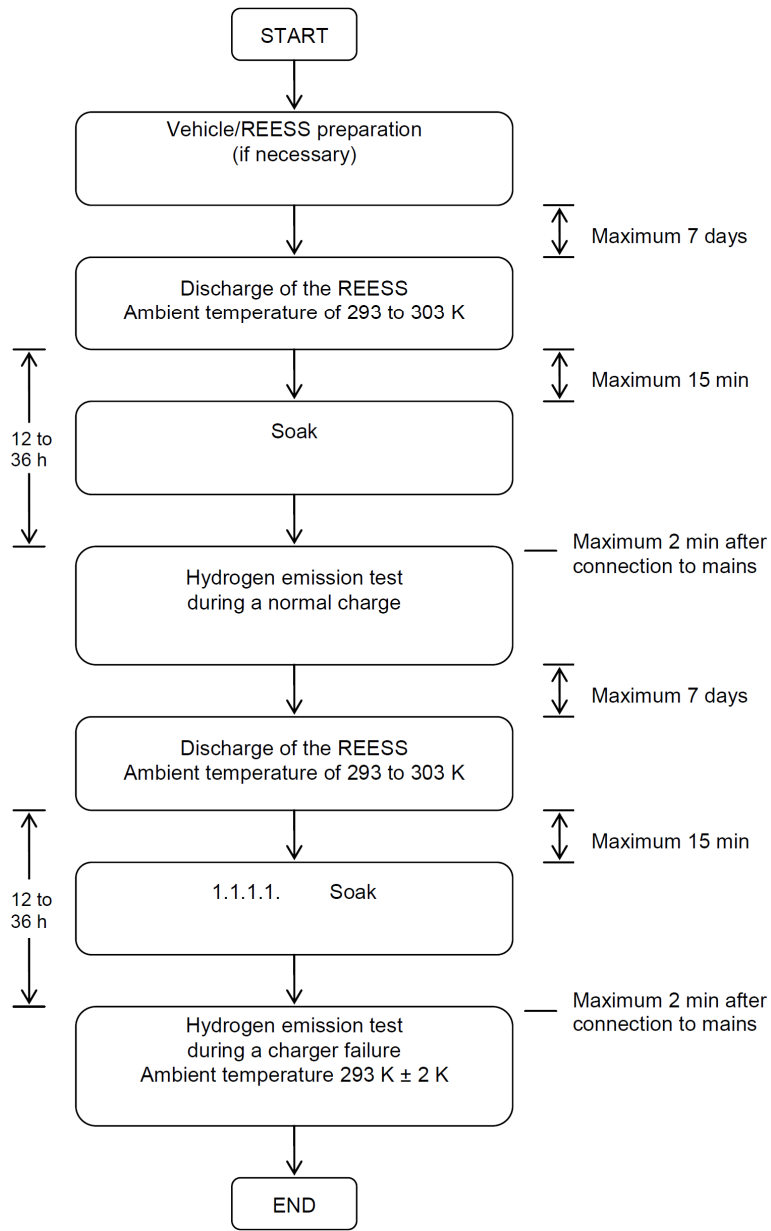 START
Vehicle/REESS preparation
(if necessary)
Maximum 7 days
Discharge of the REESS
Ambient temperature of 293 to 303 K
Maximum 15 min
12 to
36 h
Soak
Maximum 2 min after
connection to mains
Hydrogen emission test
during a normal charge
Maximum 7 days
Discharge of the REESS
Ambient temperature of 293 to 303 K
Maximum 15 min
12 to
36 h
1.1.1.1. Soak
Maximum 2 min after
connection to mains
Hydrogen emission test
during a charger failure
Ambient temperature 293 K ± 2 K
END